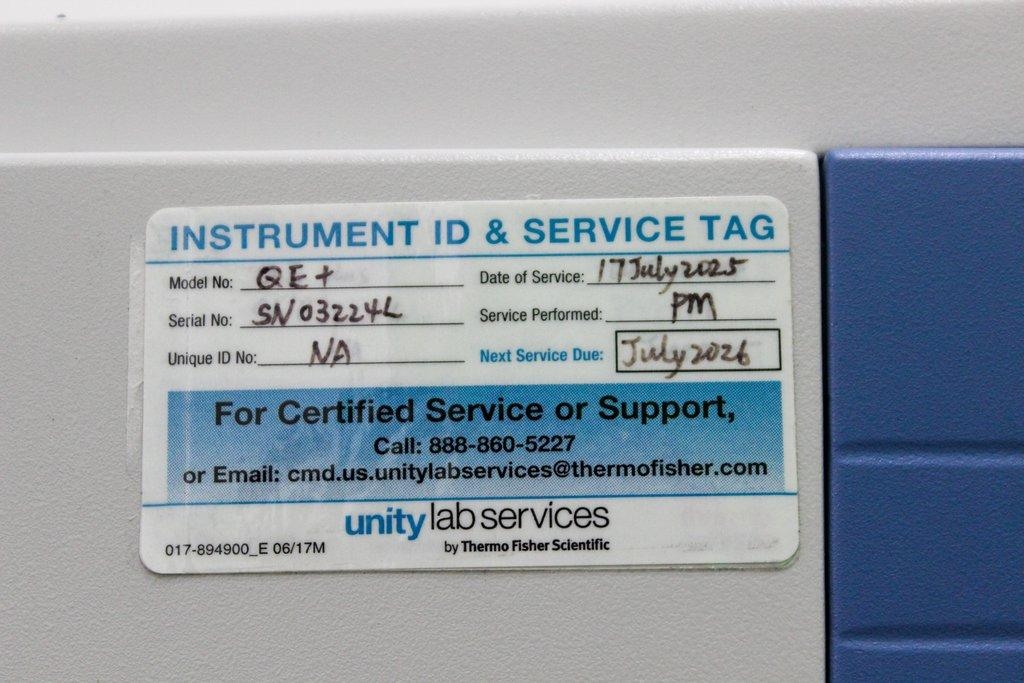 INSTRUMENT ID & SERVICE TAG
Model No: QE+ Date of Service: 17 July 2025
Serial No: SN03224L Service Performed: PM
Unique ID No: NA Next Service Due: July 2026
For Certified Service or Support,
Call: 888-860-5227
or Email: cmd.us.unitylabservices@thermofisher.com
unity lab services
017-894900_E 06/17M by Thermo Fisher Scientific